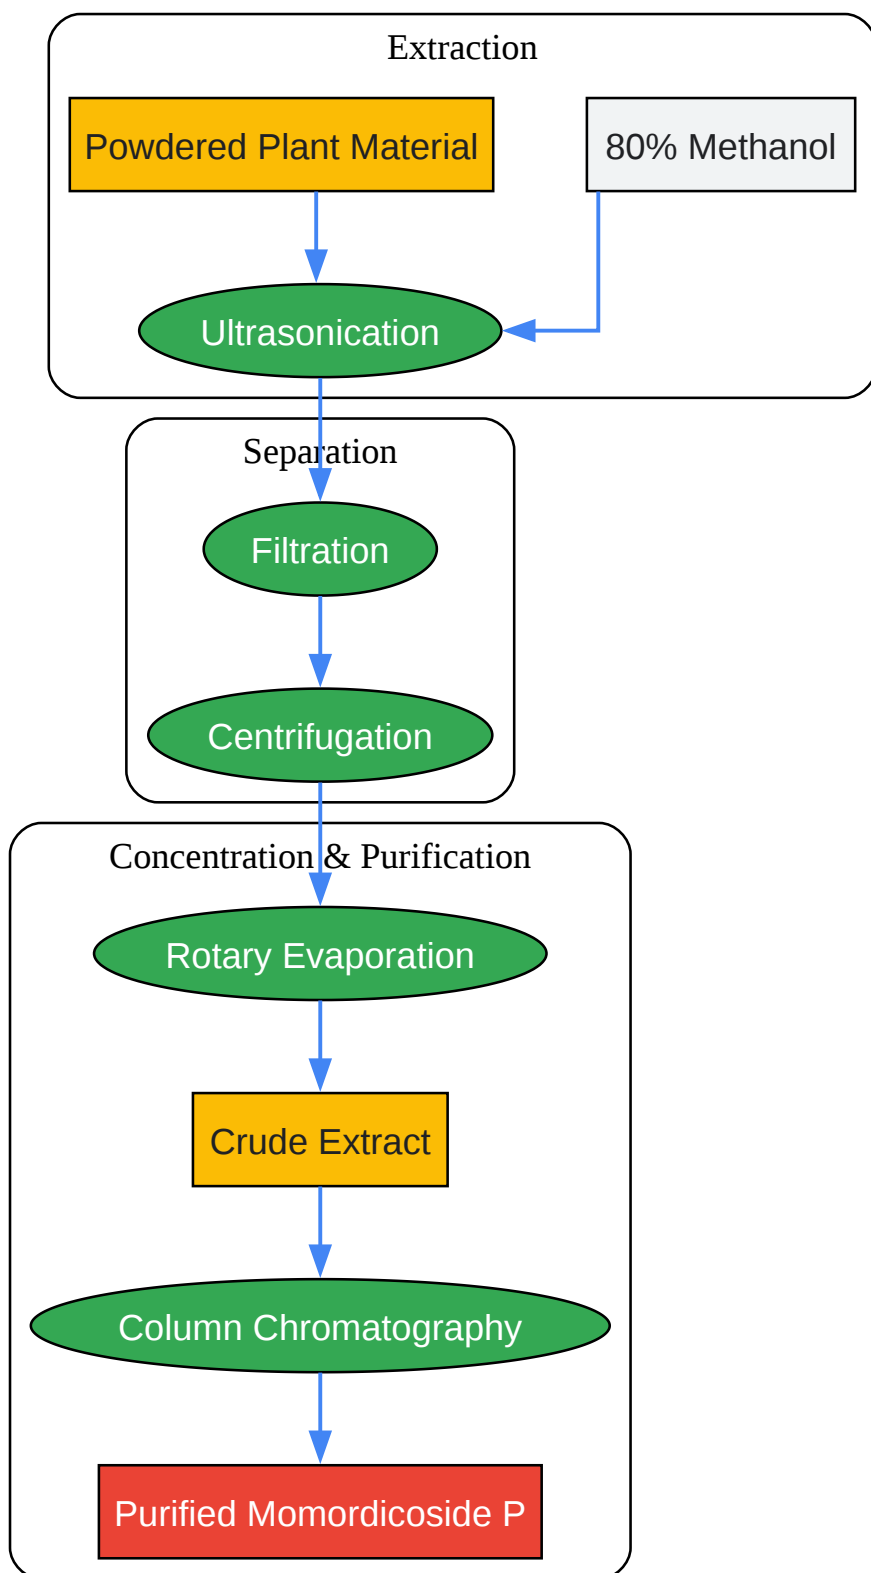 Extraction
Powdered Plant Material
80% Methanol
Ultrasonication
Separation
Filtration
Centrifugation
Concentration & Purification
Rotary Evaporation
Crude Extract
Column Chromatography
Purified Momordicoside P